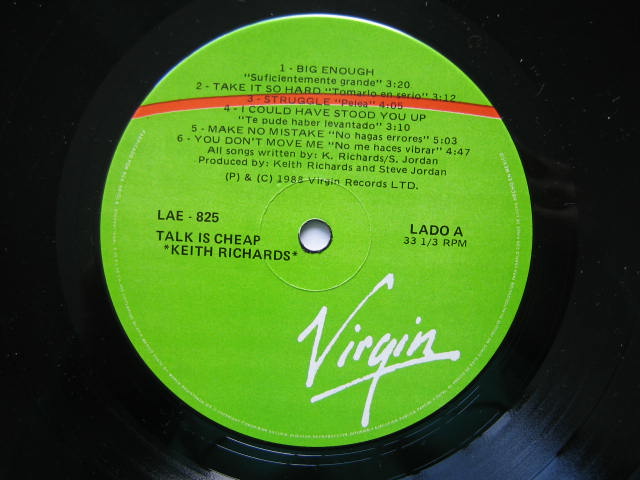 1 - BIG ENOUGH
"Suficientemente grande" 3:20
2 - TAKE IT SO HARD "Tomarlo en serio" 3:12
3 - STRUGGLE "Pelea" 4:05
4 - I COULD HAVE STOOD YOU UP
"Te pude haber levantado" 3:10
5 - MAKE NO MISTAKE "No hagas errores" 5:03
6 - YOU DON'T MOVE ME "No me haces vibrar" 4:47
All songs written by: K. Richards/S. Jordan
Produced by: Keith Richards and Steve Jordan
(P) & (C) 1988 Virgin Records LTD.
LAE - 825
LADO A
TALK IS CHEAP
33 1/3 RPM
*KEITH RICHARDS*
Virgin